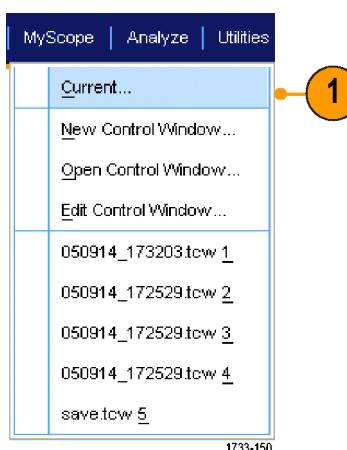 MyScope | Analyze | Utilities
Current...
1
New Control Window...
Open Control Window...
Edit Control Window...
050914_173203.tcw 1
050914_172529.tcw 2
050914_172529.tcw 3
050914_172529.tcw 4
save.tcw 5
1733-150